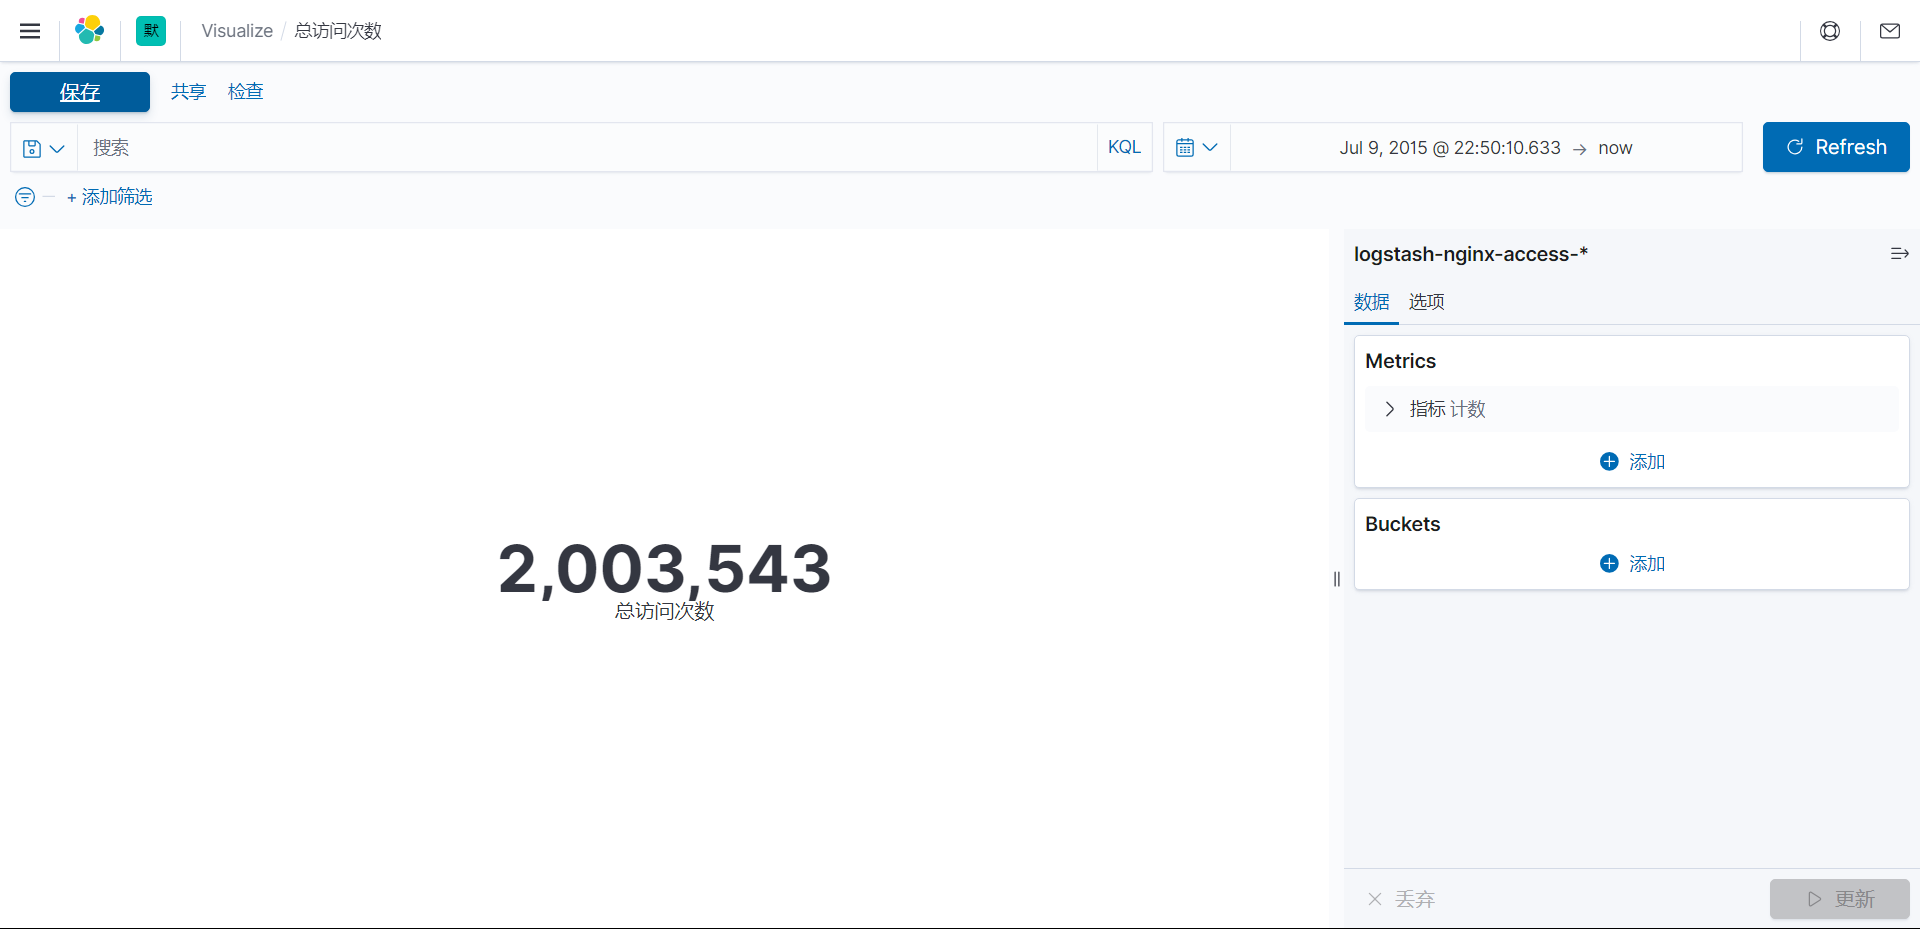 默 Visualize / 总访问次数
保存 共享 检查
搜索 KQL Jul 9, 2015 @ 22:50:10.633 → now Refresh
+ 添加筛选
logstash-nginx-access-*
数据 选项
Metrics
指标 计数
添加
Buckets
添加
2,003,543
总访问次数
丢弃 更新